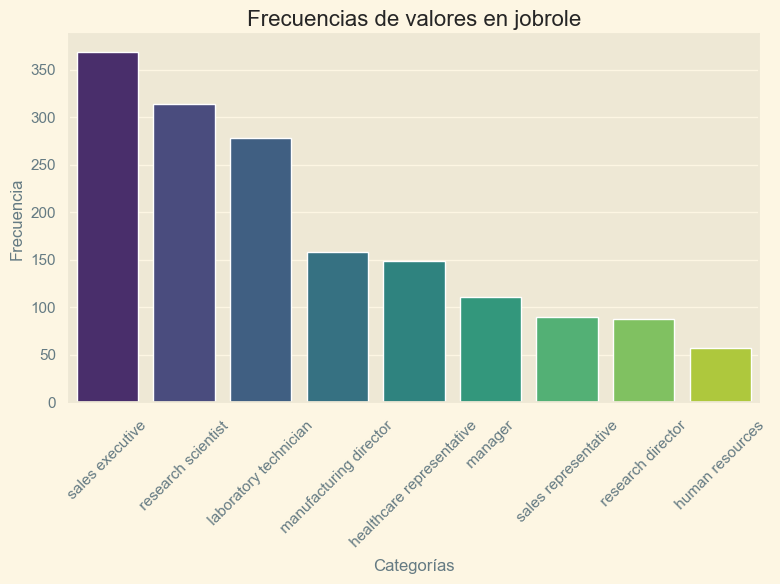 Frecuencias de valores en jobrole
Frecuencia
350
300
250
200
150
100
50
0
sales executive
research scientist
laboratory technician
manufacturing director
healthcare representative
manager
sales representative
research director
human resources
Categorías